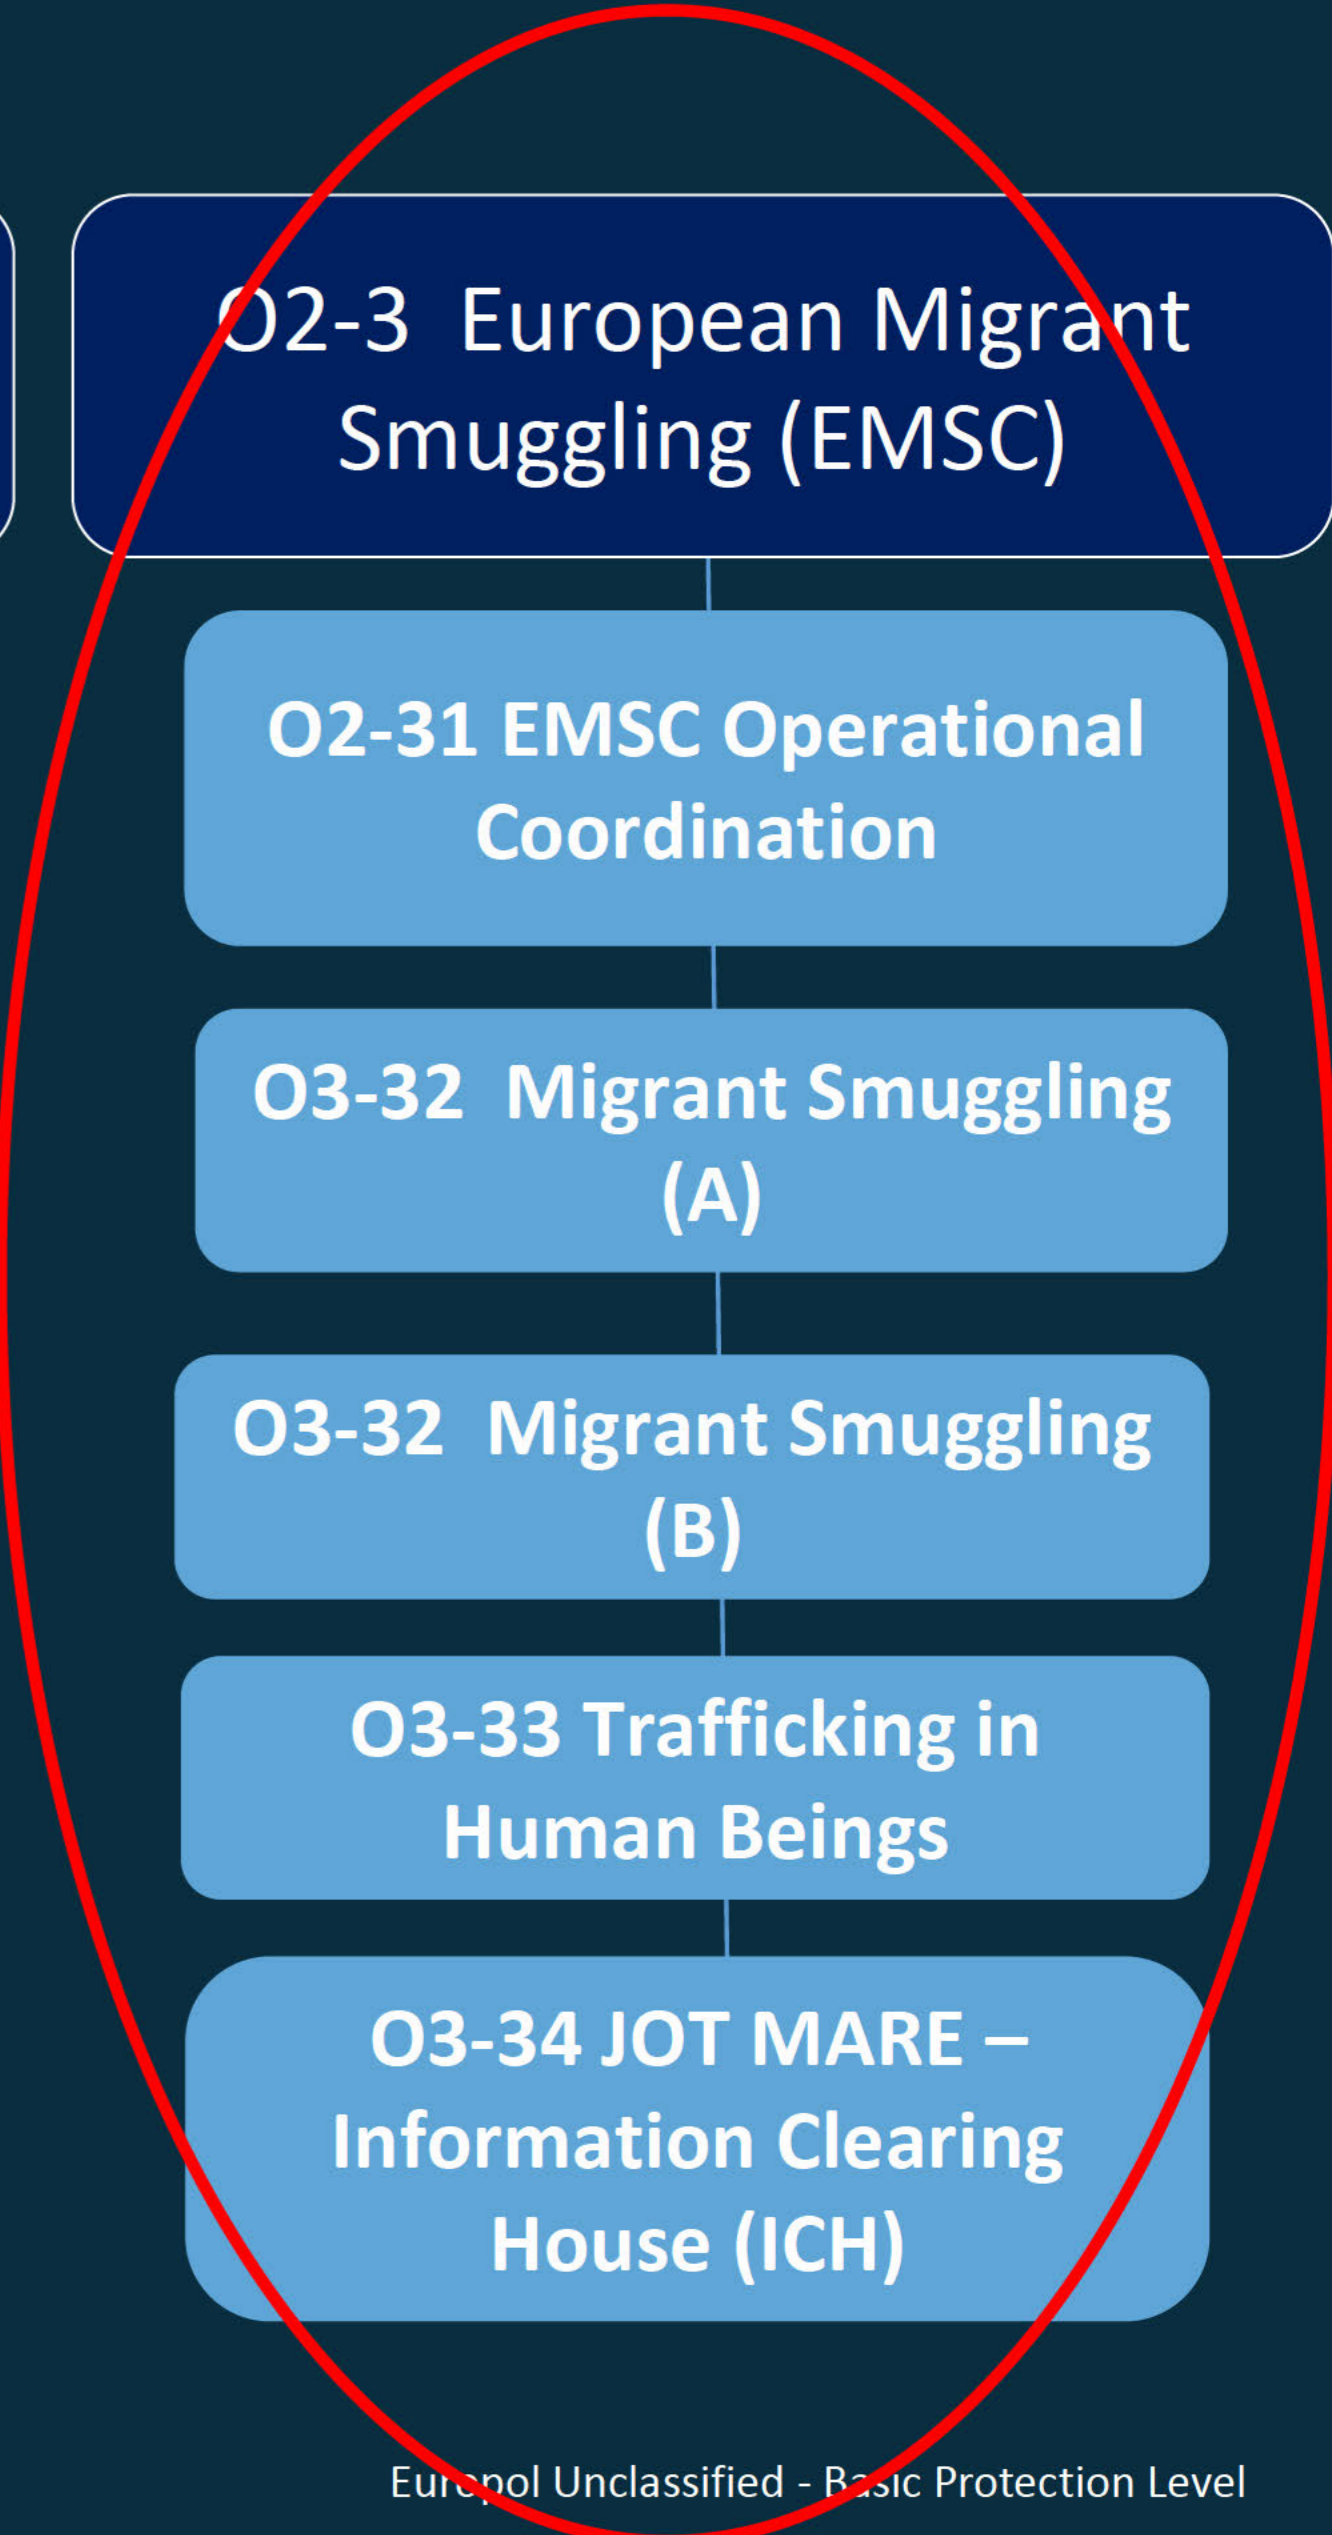 O2-3  European Migrant
Smuggling (EMSC)
O2-31 EMSC Operational
Coordination
O3-32  Migrant Smuggling
(A)
O3-32  Migrant Smuggling
(B)
O3-33 Trafficking in
Human Beings
O3-34 JOT MARE –
Information Clearing
House (ICH)
Europol Unclassified - Basic Protection Level